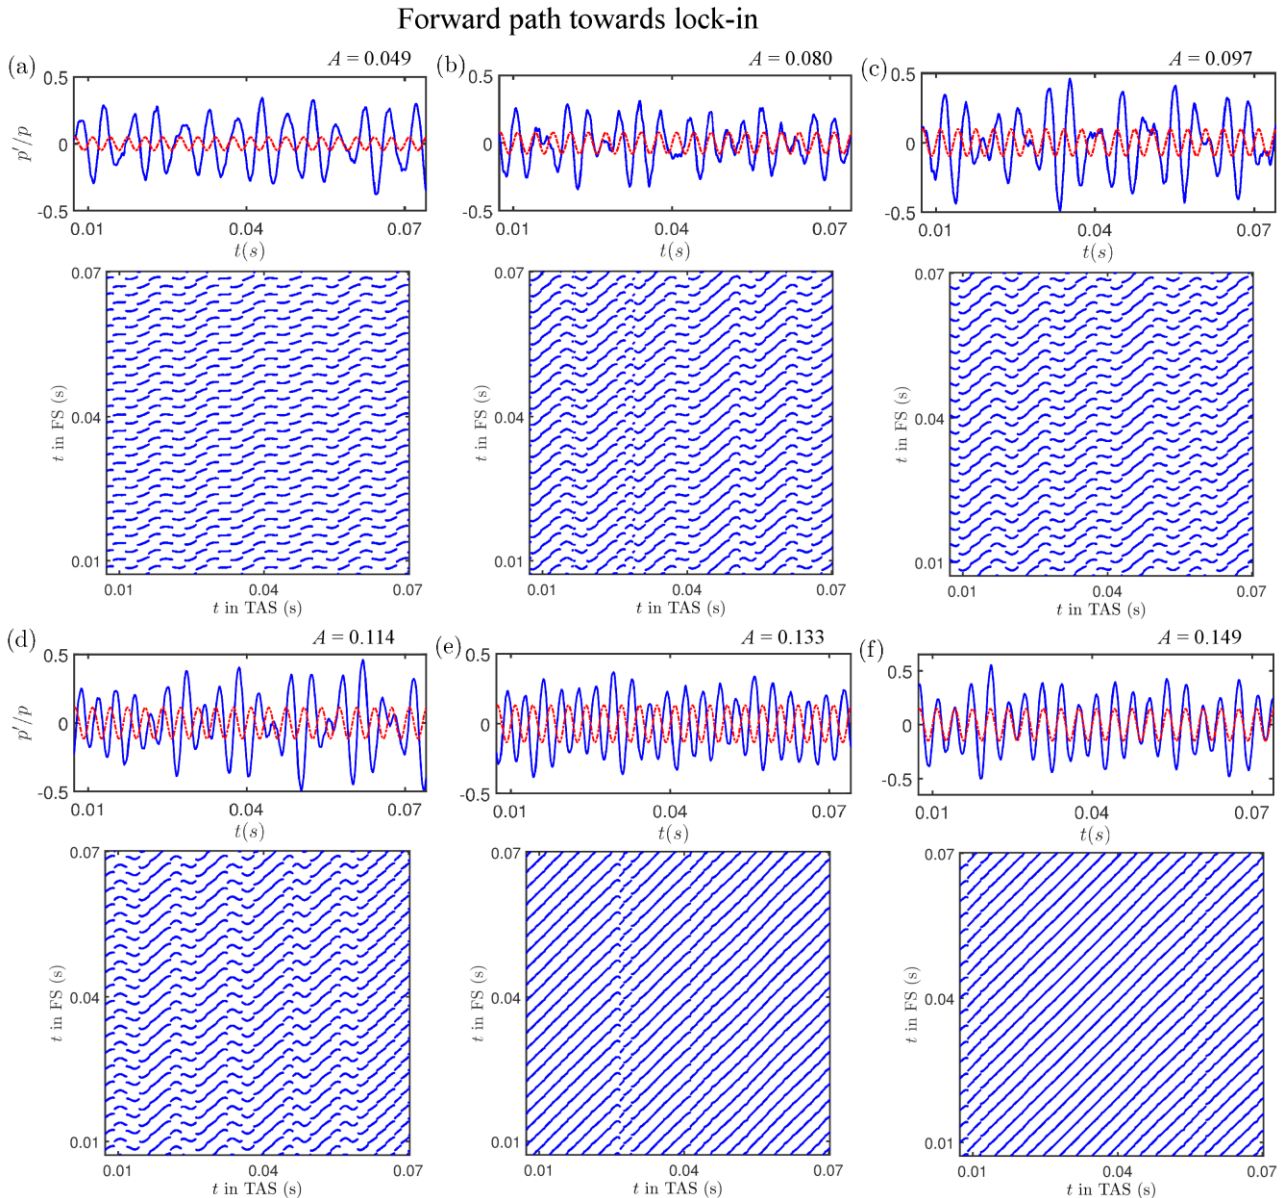 Forward path towards lock-in
(a) A = 0.049
0.5
0
-0.5
p′/p
0.01 0.04 0.07
t(s)
(b) A = 0.080
0.5
0
-0.5
0.01 0.04 0.07
t(s)
(c) A = 0.097
0.5
0
-0.5
0.01 0.04 0.07
t(s)
0.07
0.04
0.01
t in FS (s)
0.01 0.04 0.07
t in TAS (s)
0.07
0.04
0.01
t in FS (s)
0.01 0.04 0.07
t in TAS (s)
0.07
0.04
0.01
t in FS (s)
0.01 0.04 0.07
t in TAS (s)
(d) A = 0.114
0.5
0
-0.5
p′/p
0.01 0.04 0.07
t(s)
(e) A = 0.133
0.5
0
-0.5
0.01 0.04 0.07
t(s)
(f) A = 0.149
0.5
0
-0.5
0.01 0.04 0.07
t(s)
0.07
0.04
0.01
t in FS (s)
0.01 0.04 0.07
t in TAS (s)
0.07
0.04
0.01
t in FS (s)
0.01 0.04 0.07
t in TAS (s)
0.07
0.04
0.01
t in FS (s)
0.01 0.04 0.07
t in TAS (s)